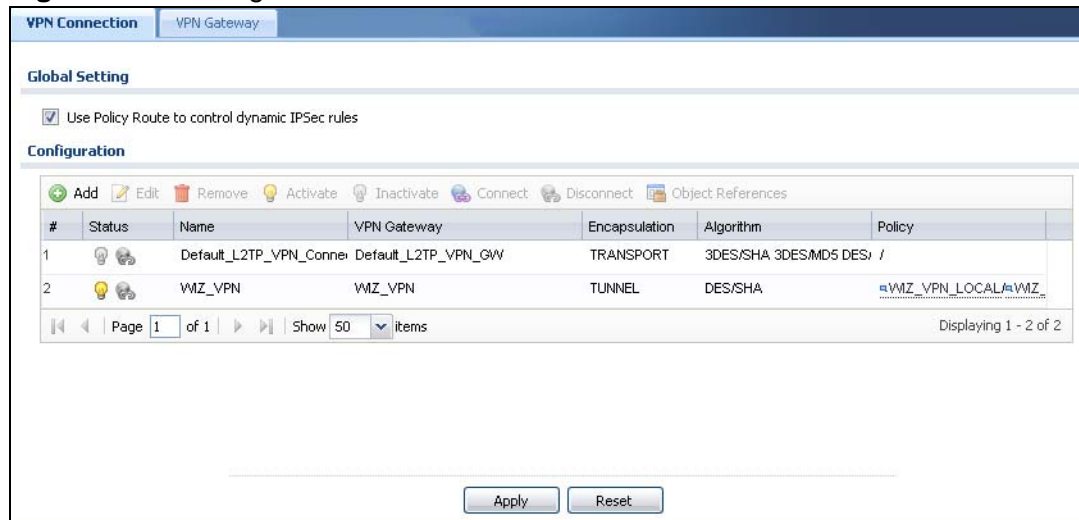 VPN Connection VPN Gateway
Global Setting
Use Policy Route to control dynamic IPSec rules
Configuration
Add Edit Remove Activate Inactivate Connect Disconnect Object References
# Status Name VPN Gateway Encapsulation Algorithm Policy
1 Default_L2TP_VPN_Conne Default_L2TP_VPN_GW TRANSPORT 3DES/SHA 3DES/MD5 DES/ /
2 WIZ_VPN WIZ_VPN TUNNEL DES/SHA WIZ_VPN_LOCAL/WIZ_
Page 1 of 1 Show 50 items Displaying 1 - 2 of 2
Apply Reset